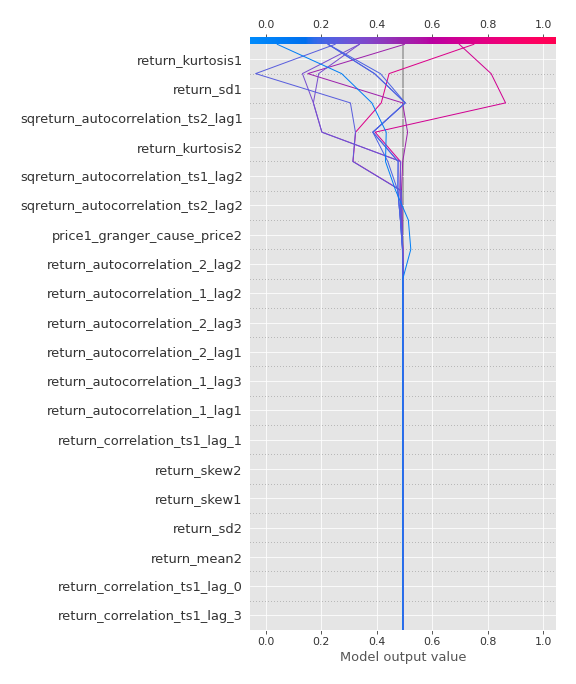 0.0 0.2 0.4 0.6 0.8 1.0
return_kurtosis1
return_sd1
sqreturn_autocorrelation_ts2_lag1
return_kurtosis2
sqreturn_autocorrelation_ts1_lag2
sqreturn_autocorrelation_ts2_lag2
price1_granger_cause_price2
return_autocorrelation_2_lag2
return_autocorrelation_1_lag2
return_autocorrelation_2_lag3
return_autocorrelation_2_lag1
return_autocorrelation_1_lag3
return_autocorrelation_1_lag1
return_correlation_ts1_lag_1
return_skew2
return_skew1
return_sd2
return_mean2
return_correlation_ts1_lag_0
return_correlation_ts1_lag_3
0.0 0.2 0.4 0.6 0.8 1.0
Model output value